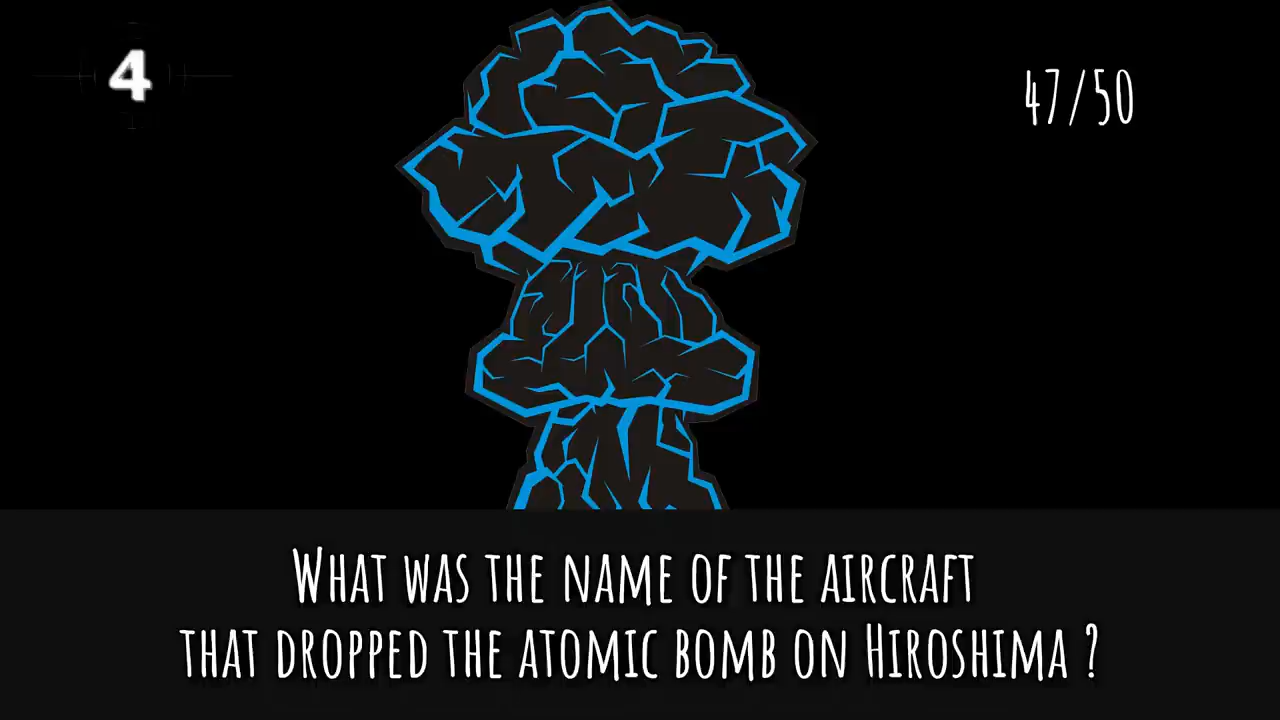 4
47/50
What was the name of the aircraft
that dropped the atomic bomb on Hiroshima ?